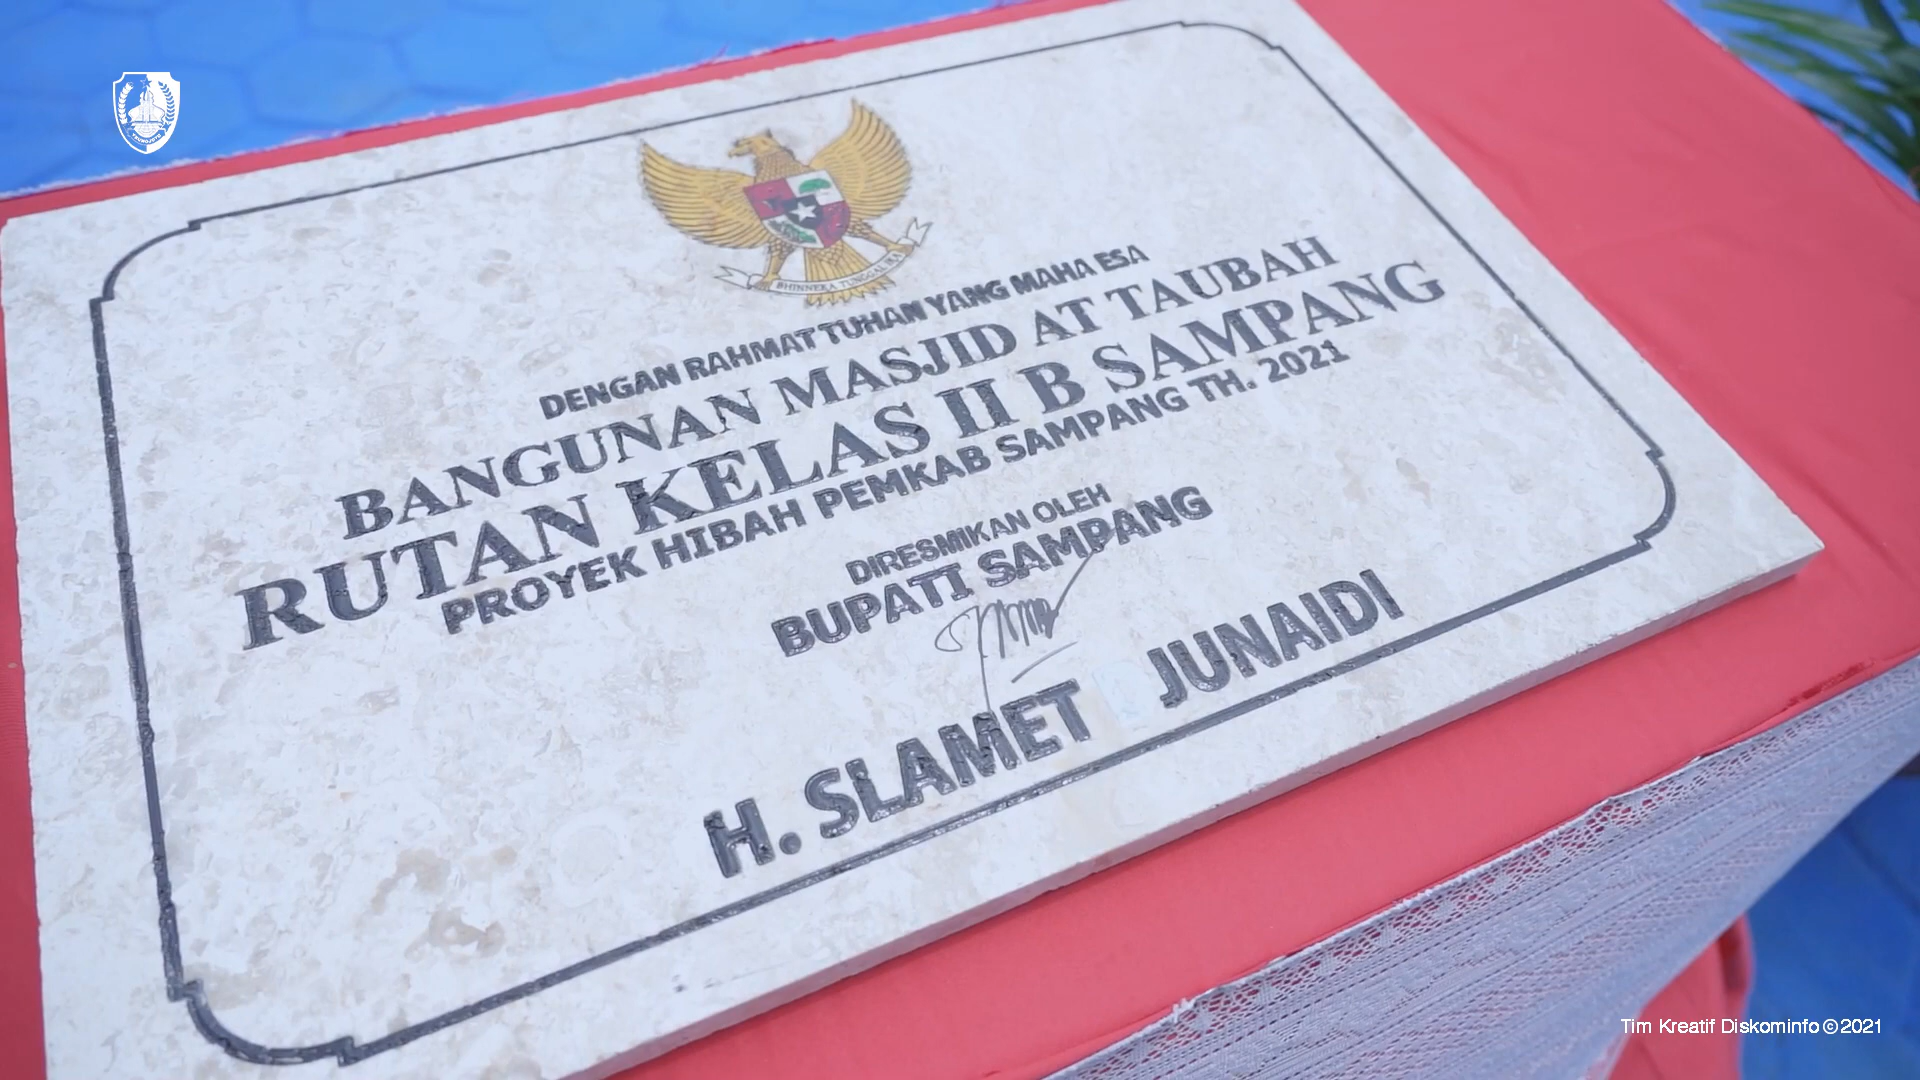 BHINNEKA TUNGGAL IKA
DENGAN RAHMAT TUHAN YANG MAHA ESA
BANGUNAN MASJID AT TAUBAH
RUTAN KELAS II B SAMPANG
PROYEK HIBAH PEMKAB SAMPANG TH. 2021
DIRESMIKAN OLEH
BUPATI SAMPANG
H. SLAMET JUNAIDI
Tim Kreatif Diskominfo©2021